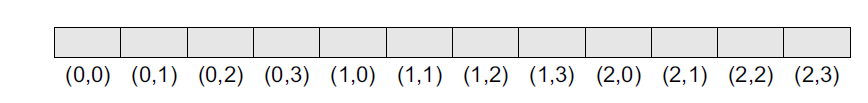 (0,0) (0,1) (0,2) (0,3) (1,0) (1,1) (1,2) (1,3) (2,0) (2,1) (2,2) (2,3)